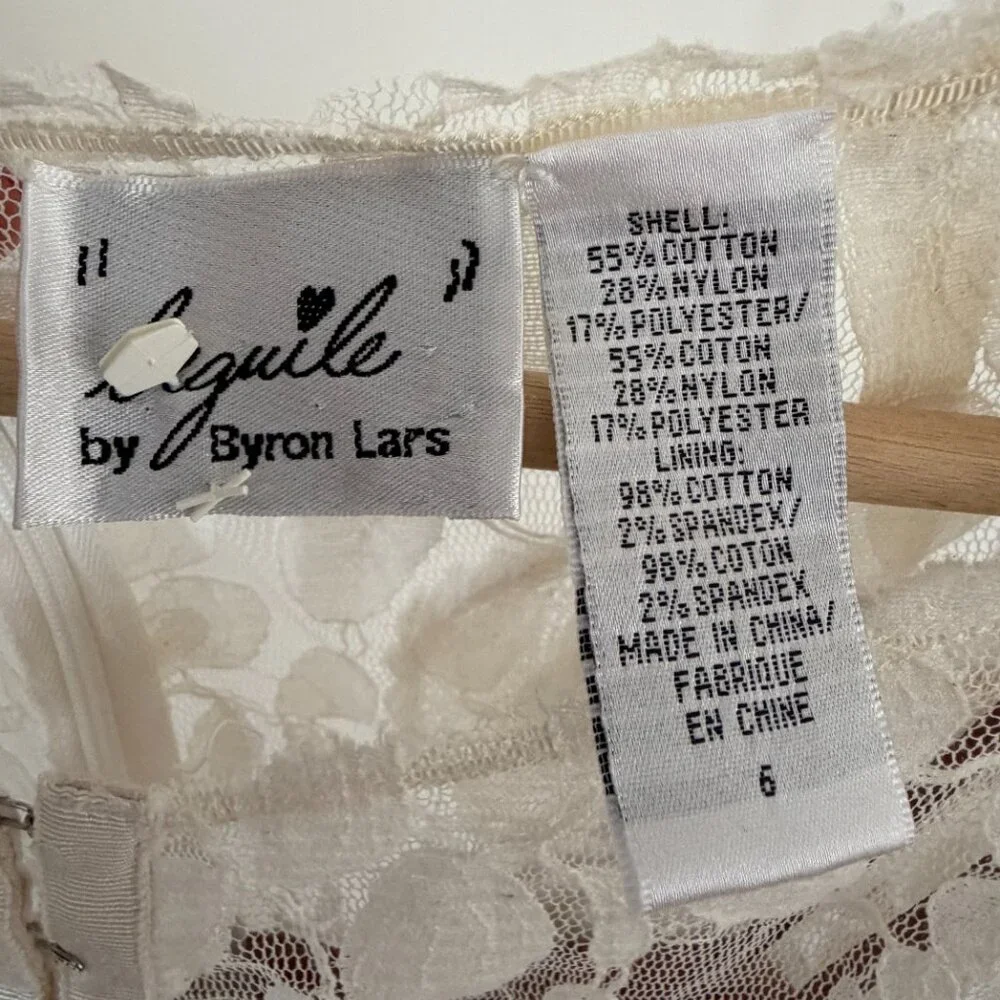 "beguile"
by Byron Lars
SHELL:
55% COTTON
28% NYLON
17% POLYESTER/
55% COTON
28% NYLON
17% POLYESTER
LINING:
98% COTTON
2% SPANDEX/
98% COTON
2% SPANDEX
MADE IN CHINA/
FABRIQUE
EN CHINE
6